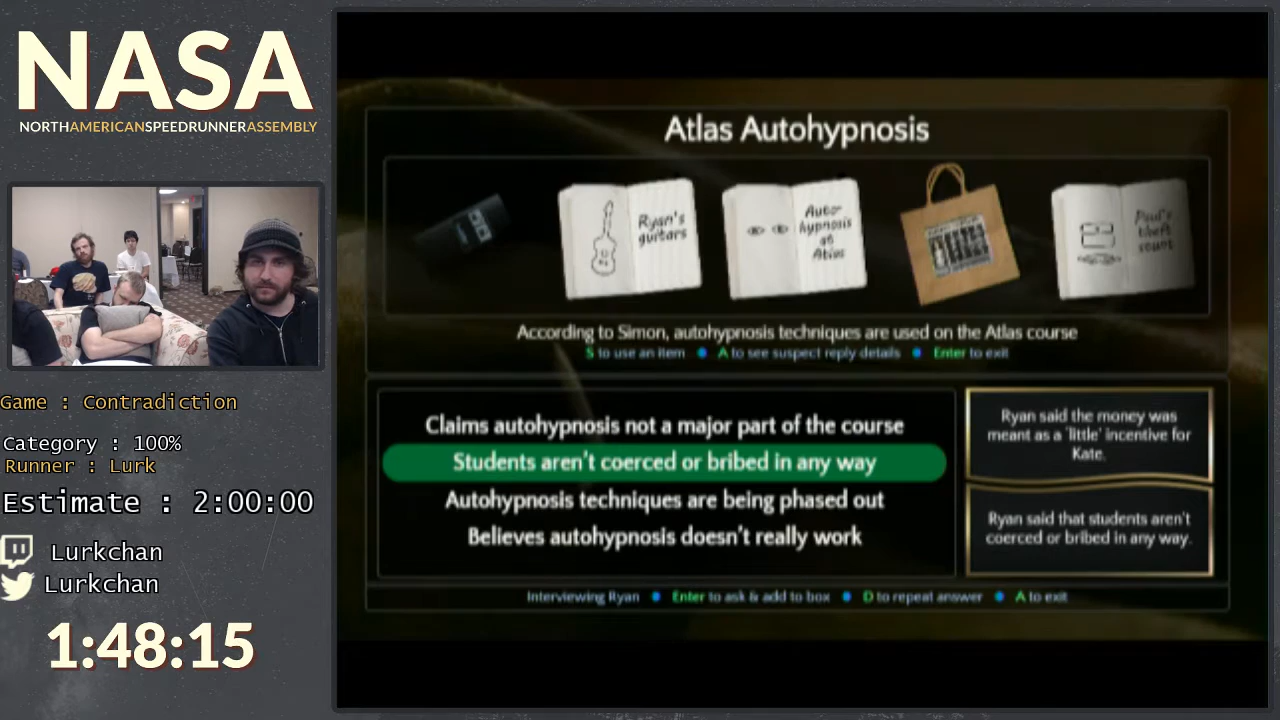 NASA
NORTHAMERICANSPEEDRUNNERASSEMBLY
Game : Contradiction
Category : 100%
Runner : Lurk
Estimate : 2:00:00
Lurkchan
Lurkchan
1:48:15
Atlas Autohypnosis
Ryan's
guitars
Auto-
hypnosis
at
Atlas
Paul's
theft
count
According to Simon, autohypnosis techniques are used on the Atlas course
S to use an item • A to see suspect reply details • Enter to exit
Claims autohypnosis not a major part of the course
Students aren't coerced or bribed in any way
Autohypnosis techniques are being phased out
Believes autohypnosis doesn't really work
Ryan said the money was
meant as a 'little' incentive for
Kate.
Ryan said that students aren't
coerced or bribed in any way.
Interviewing Ryan • Enter to ask & add to box • D to repeat answer • A to exit